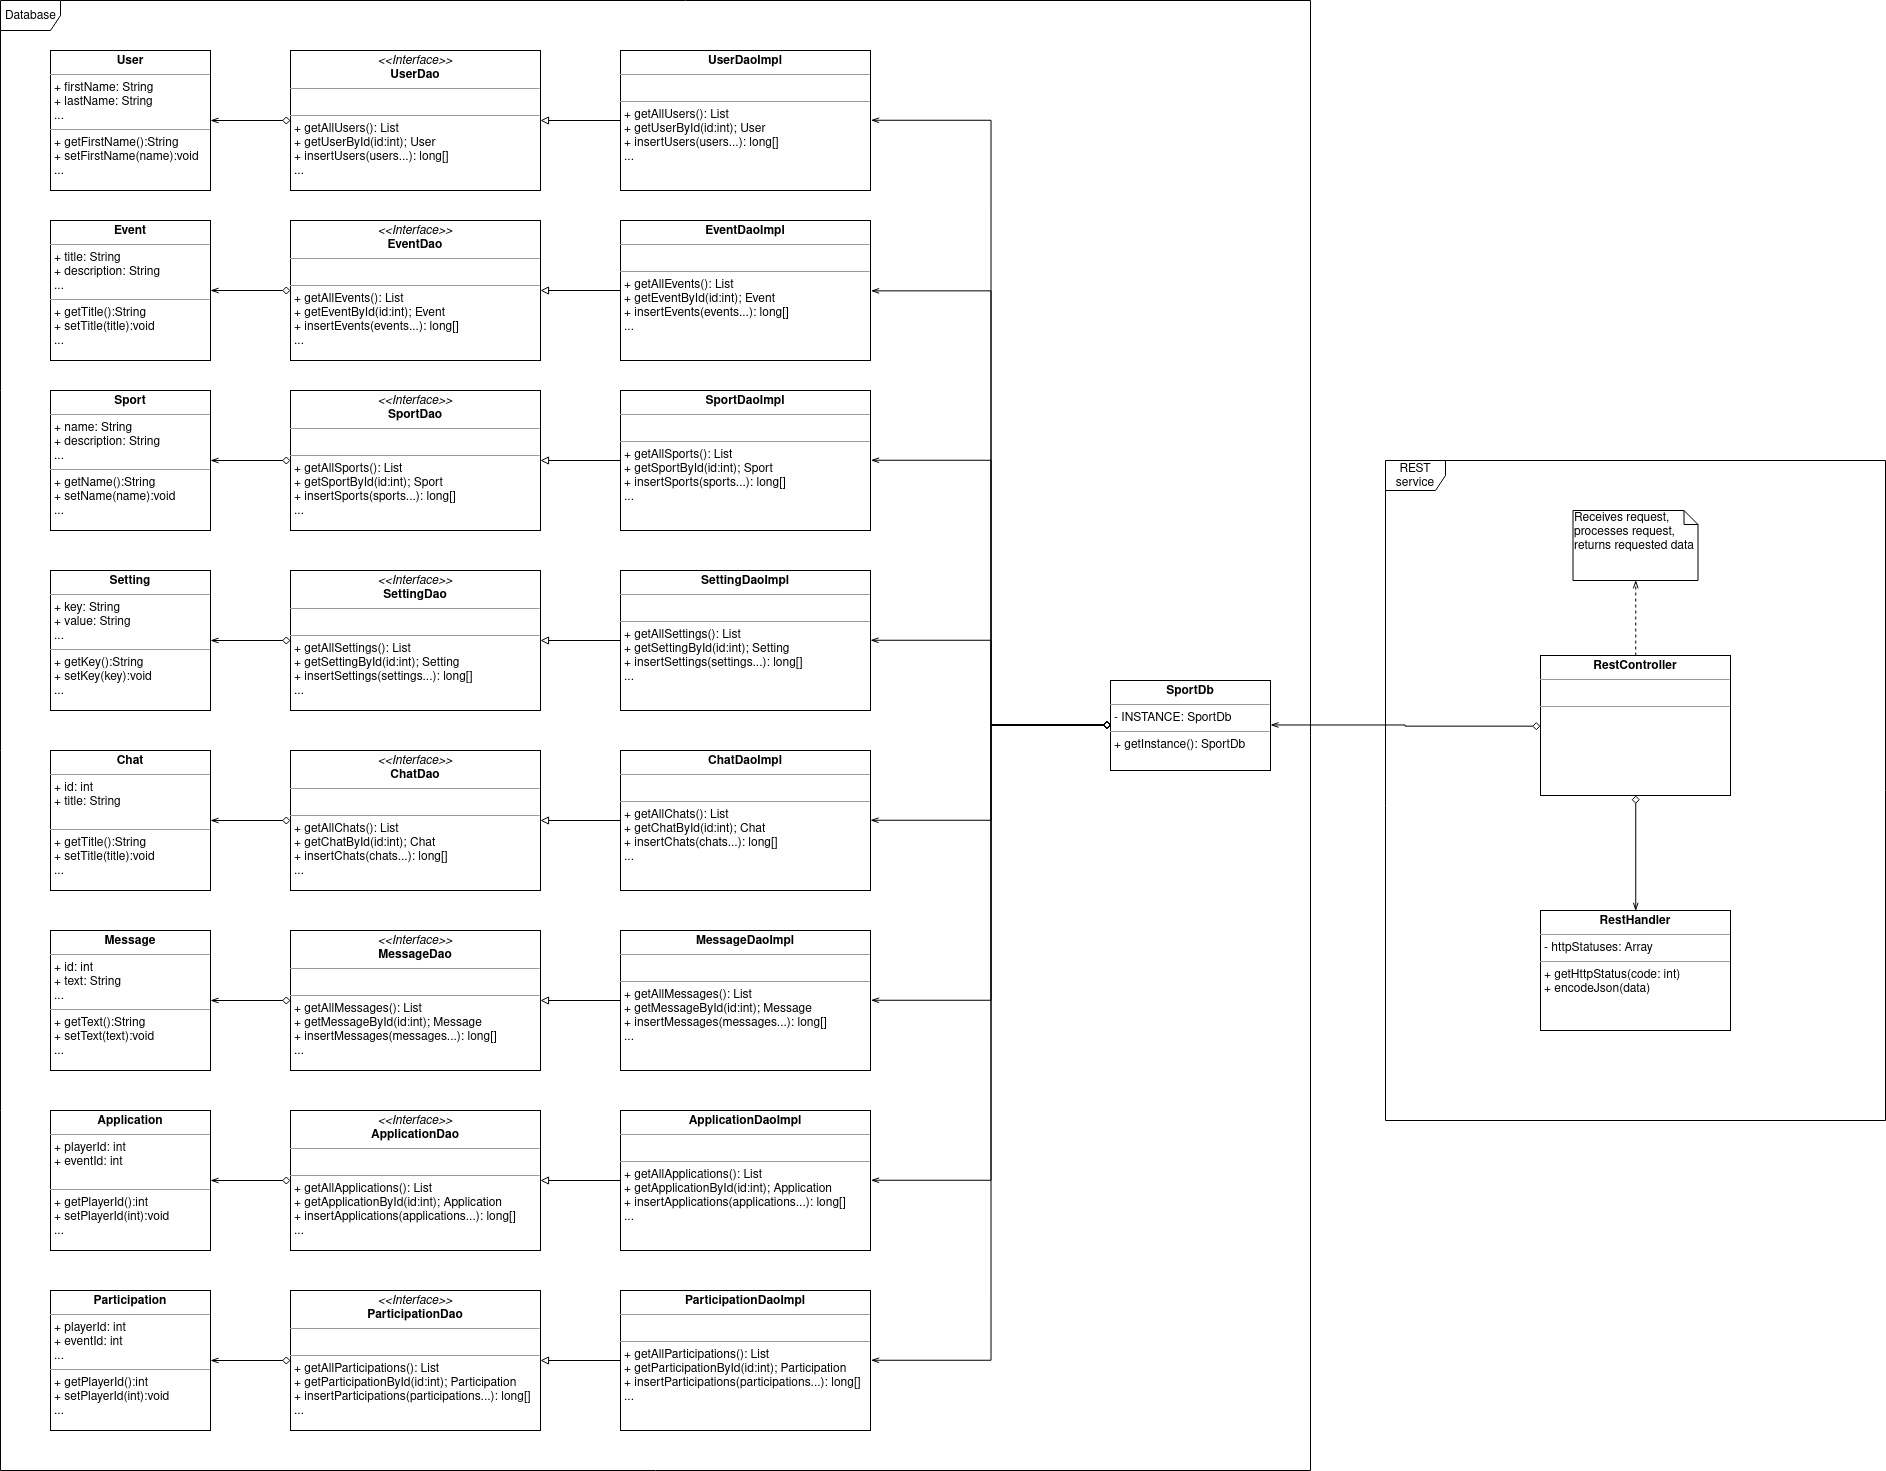 Database
User
+ firstName: String
+ lastName: String
...
+ getFirstName():String
+ setFirstName(name):void
...
<<Interface>>
UserDao
+ getAllUsers(): List
+ getUserById(id:int); User
+ insertUsers(users...): long[]
...
UserDaoImpl
+ getAllUsers(): List
+ getUserById(id:int); User
+ insertUsers(users...): long[]
...
Event
+ title: String
+ description: String
...
+ getTitle():String
+ setTitle(title):void
...
<<Interface>>
EventDao
+ getAllEvents(): List
+ getEventById(id:int); Event
+ insertEvents(events...): long[]
...
EventDaoImpl
+ getAllEvents(): List
+ getEventById(id:int); Event
+ insertEvents(events...): long[]
...
Sport
+ name: String
+ description: String
...
+ getName():String
+ setName(name):void
...
<<Interface>>
SportDao
+ getAllSports(): List
+ getSportById(id:int); Sport
+ insertSports(sports...): long[]
...
SportDaoImpl
+ getAllSports(): List
+ getSportById(id:int); Sport
+ insertSports(sports...): long[]
...
Setting
+ key: String
+ value: String
...
+ getKey():String
+ setKey(key):void
...
<<Interface>>
SettingDao
+ getAllSettings(): List
+ getSettingById(id:int); Setting
+ insertSettings(settings...): long[]
...
SettingDaoImpl
+ getAllSettings(): List
+ getSettingById(id:int); Setting
+ insertSettings(settings...): long[]
...
Chat
+ id: int
+ title: String
+ getTitle():String
+ setTitle(title):void
...
<<Interface>>
ChatDao
+ getAllChats(): List
+ getChatById(id:int); Chat
+ insertChats(chats...): long[]
...
ChatDaoImpl
+ getAllChats(): List
+ getChatById(id:int); Chat
+ insertChats(chats...): long[]
...
Message
+ id: int
+ text: String
...
+ getText():String
+ setText(text):void
...
<<Interface>>
MessageDao
+ getAllMessages(): List
+ getMessageById(id:int); Message
+ insertMessages(messages...): long[]
...
MessageDaoImpl
+ getAllMessages(): List
+ getMessageById(id:int); Message
+ insertMessages(messages...): long[]
...
Application
+ playerId: int
+ eventId: int
+ getPlayerId():int
+ setPlayerId(int):void
...
<<Interface>>
ApplicationDao
+ getAllApplications(): List
+ getApplicationById(id:int); Application
+ insertApplications(applications...): long[]
...
ApplicationDaoImpl
+ getAllApplications(): List
+ getApplicationById(id:int); Application
+ insertApplications(applications...): long[]
...
Participation
+ playerId: int
+ eventId: int
...
+ getPlayerId():int
+ setPlayerId(int):void
...
<<Interface>>
ParticipationDao
+ getAllParticipations(): List
+ getParticipationById(id:int); Participation
+ insertParticipations(participations...): long[]
...
ParticipationDaoImpl
+ getAllParticipations(): List
+ getParticipationById(id:int); Participation
+ insertParticipations(participations...): long[]
...
SportDb
- INSTANCE: SportDb
+ getInstance(): SportDb
REST
service
Receives request,
processes request,
returns requested data
RestController
RestHandler
- httpStatuses: Array
+ getHttpStatus(code: int)
+ encodeJson(data)